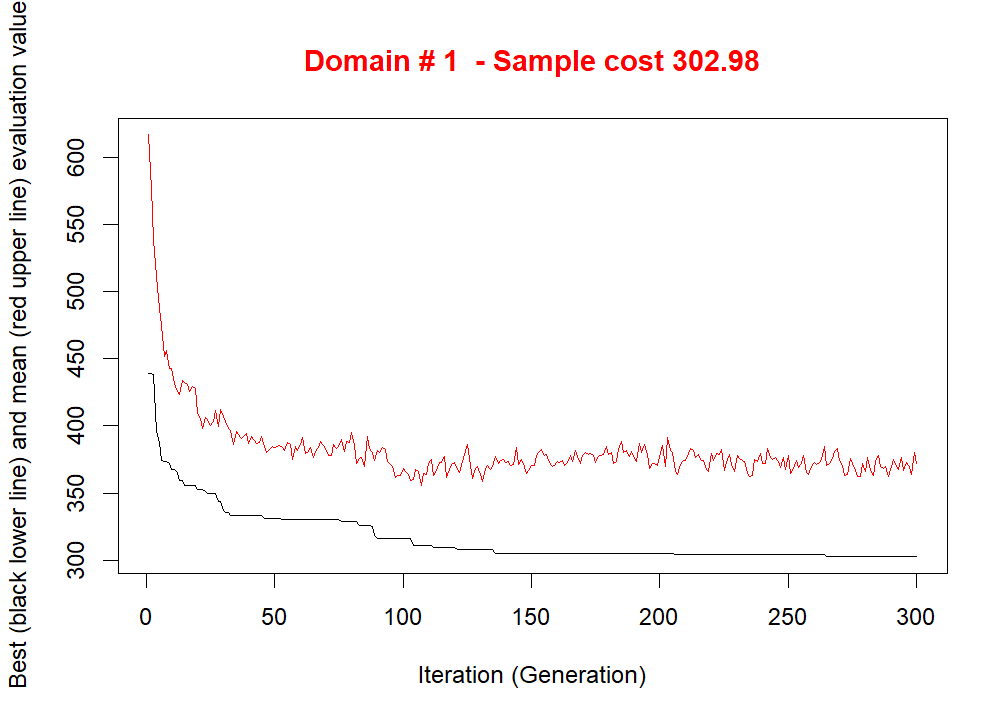 Domain # 1  - Sample cost 302.98
Best (black lower line) and mean (red upper line) evaluation value
600
550
500
450
400
350
300
0 50 100 150 200 250 300
Iteration (Generation)